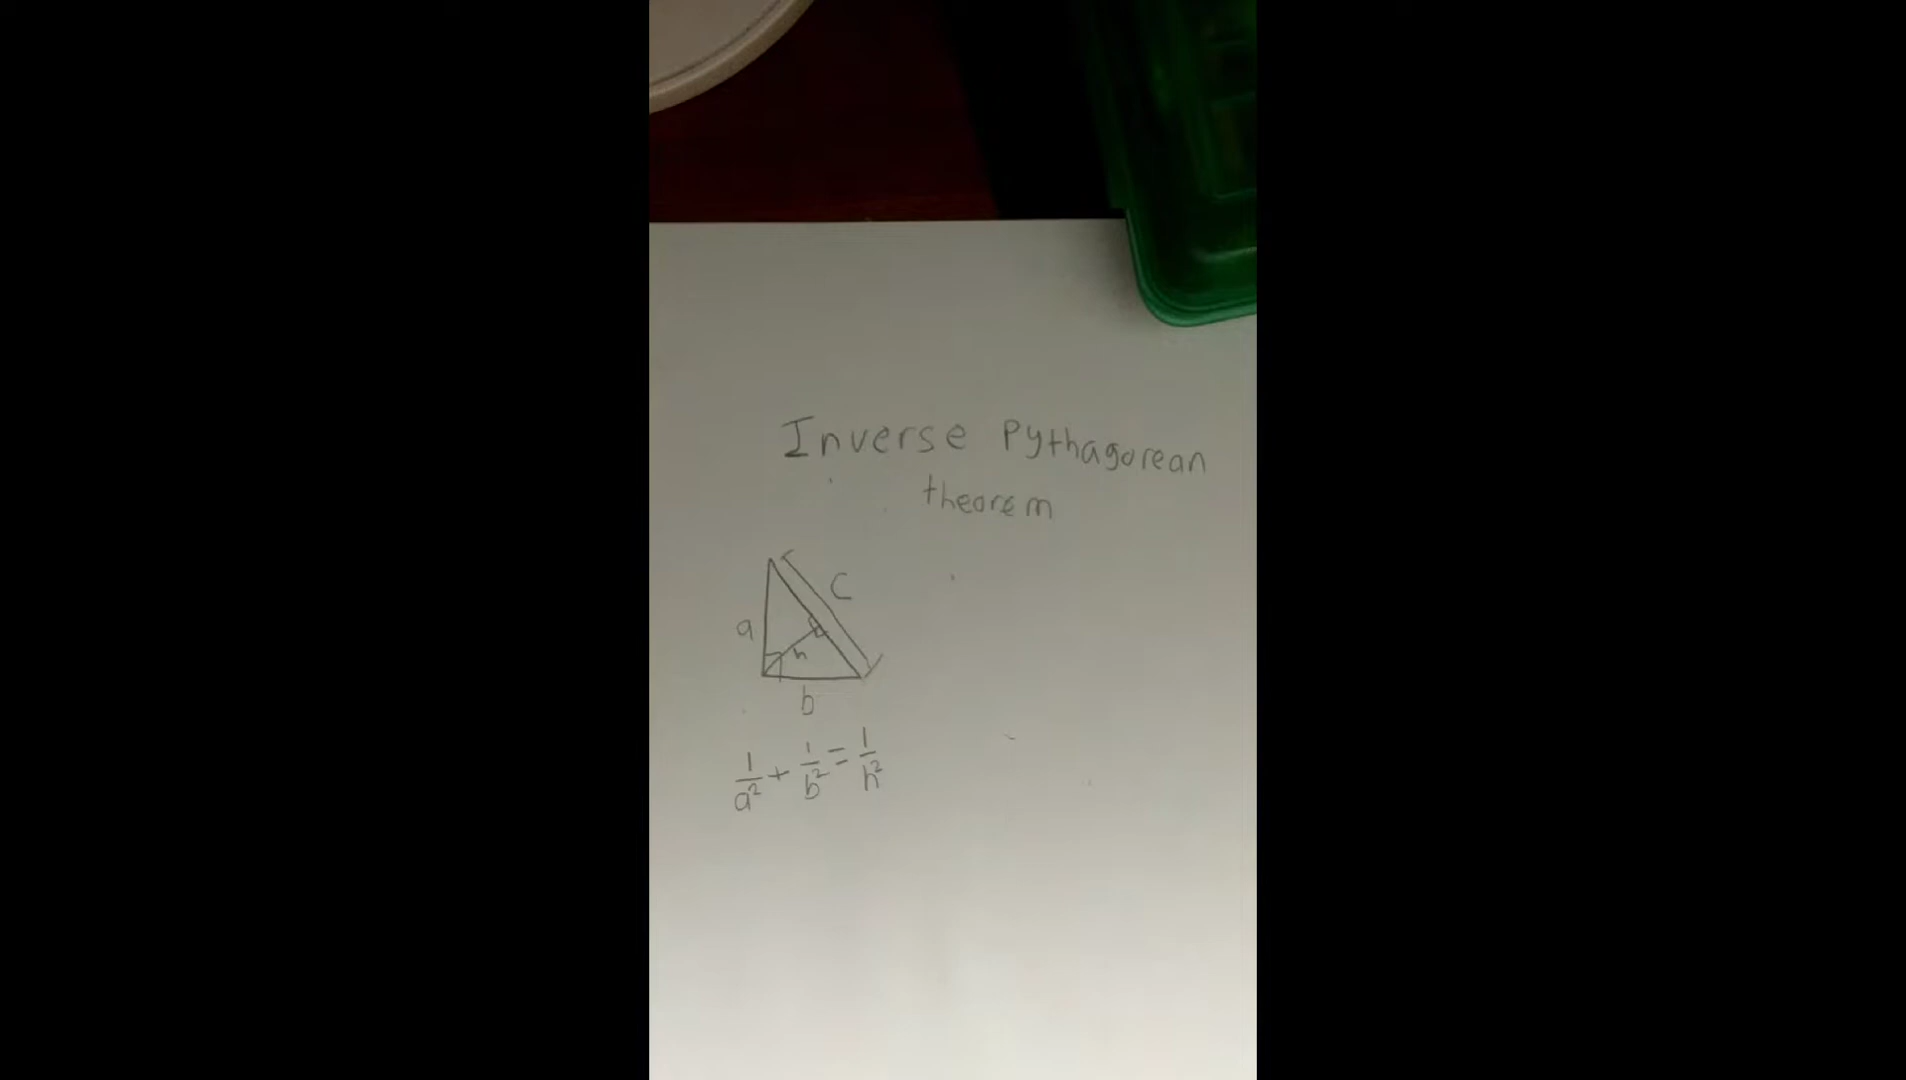 Inverse Pythagorean
theorem
c
a
h
b
1/a² + 1/b² = 1/h²